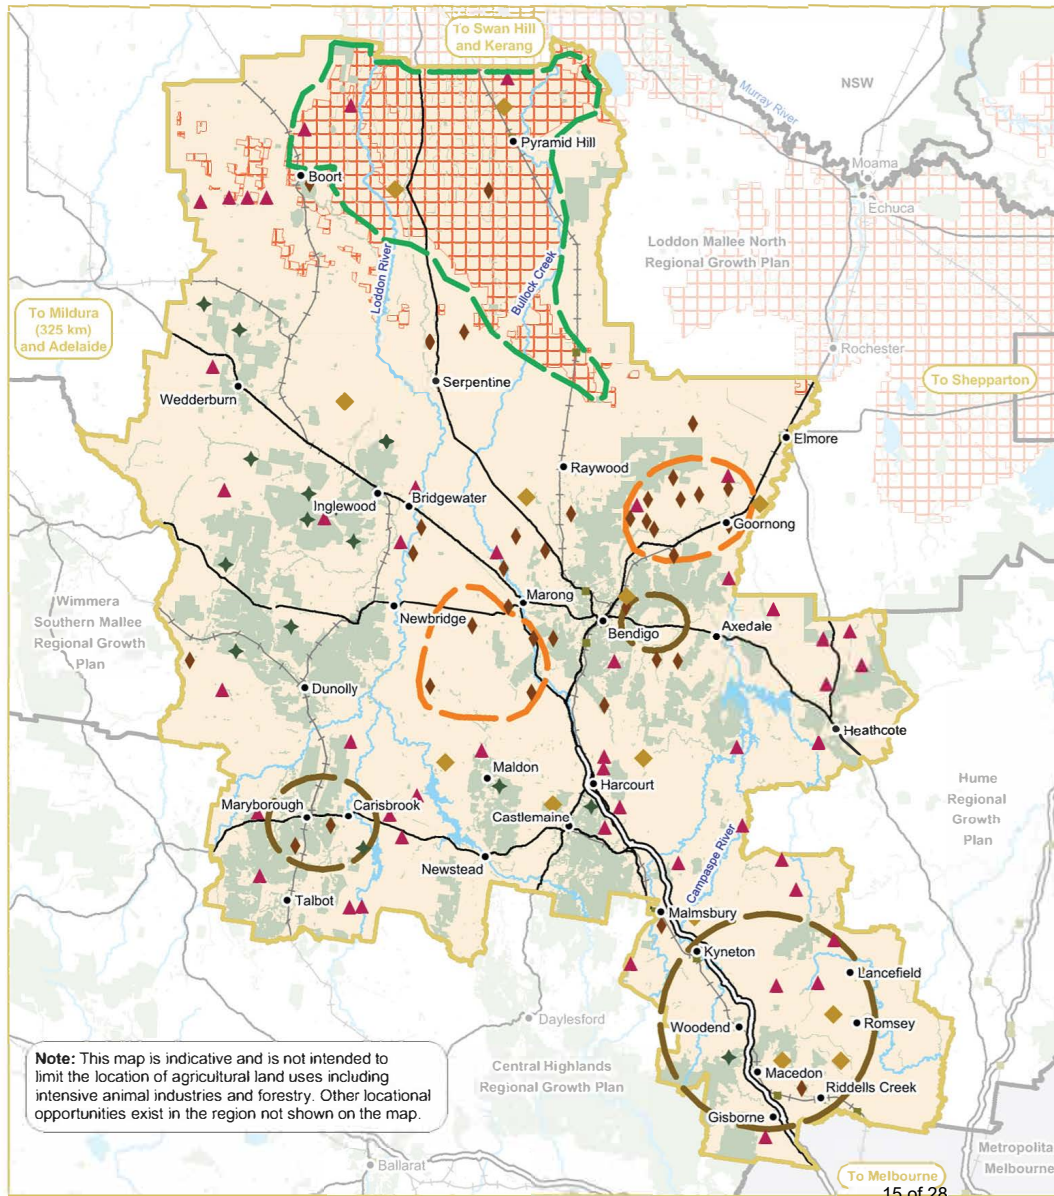 To Swan Hill
and Kerang
NSW
Murray River
Moama
Echuca
Pyramid Hill
Boort
Loddon River
Bullock Creek
Loddon Mallee North
Regional Growth Plan
To Mildura
(325 km)
and Adelaide
Rochester
To Shepparton
Serpentine
Wedderburn
Elmore
Raywood
Bridgewater
Inglewood
Goornong
Wimmera
Southern Mallee
Regional Growth
Plan
Marong
Newbridge
Bendigo
Axedale
Dunolly
Heathcote
Maldon
Harcourt
Hume
Regional
Growth
Plan
Maryborough
Carisbrook
Castlemaine
Campaspe River
Newstead
Talbot
Malmsbury
Kyneton
Lancefield
Daylesford
Woodend
Romsey
Central Highlands
Regional Growth Plan
Macedon
Riddells Creek
Gisborne
Note: This map is indicative and is not intended to
limit the location of agricultural land uses including
intensive animal industries and forestry. Other locational
opportunities exist in the region not shown on the map.
Ballarat
Metropolita
Melbourne
To Melbourne
15 of 28